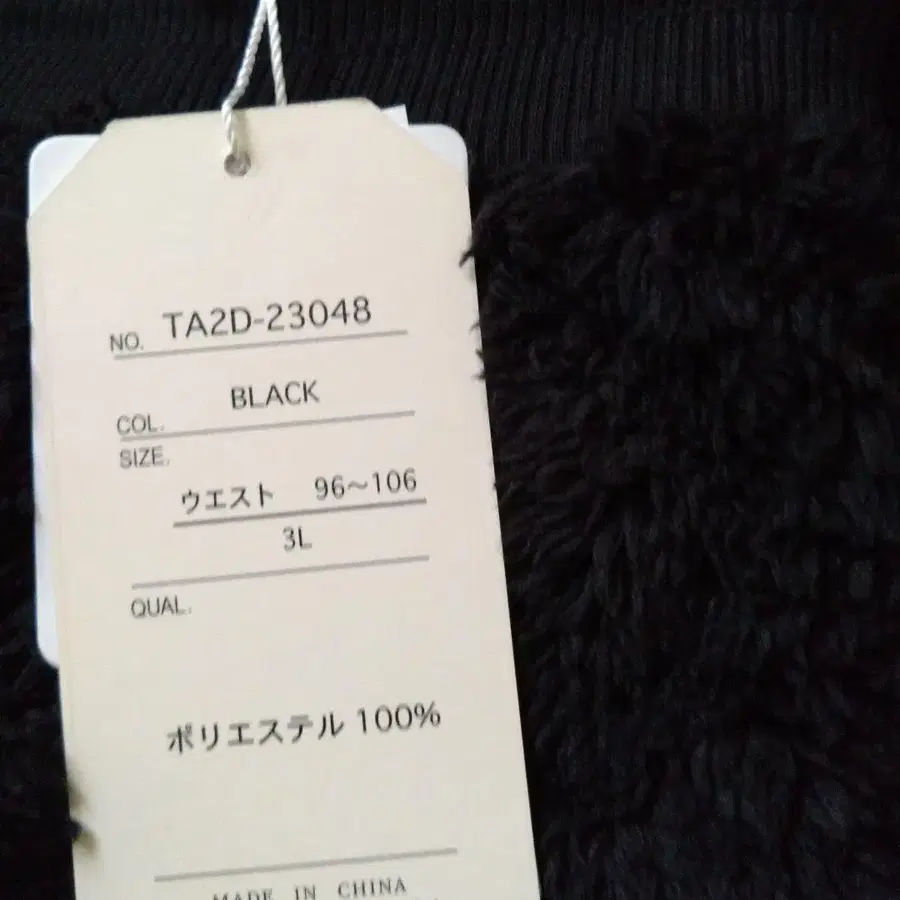 NO. TA2D-23048
COL. BLACK
SIZE.
ウエスト 96~106
3L
QUAL.
ポリエステル 100%
MADE IN CHINA